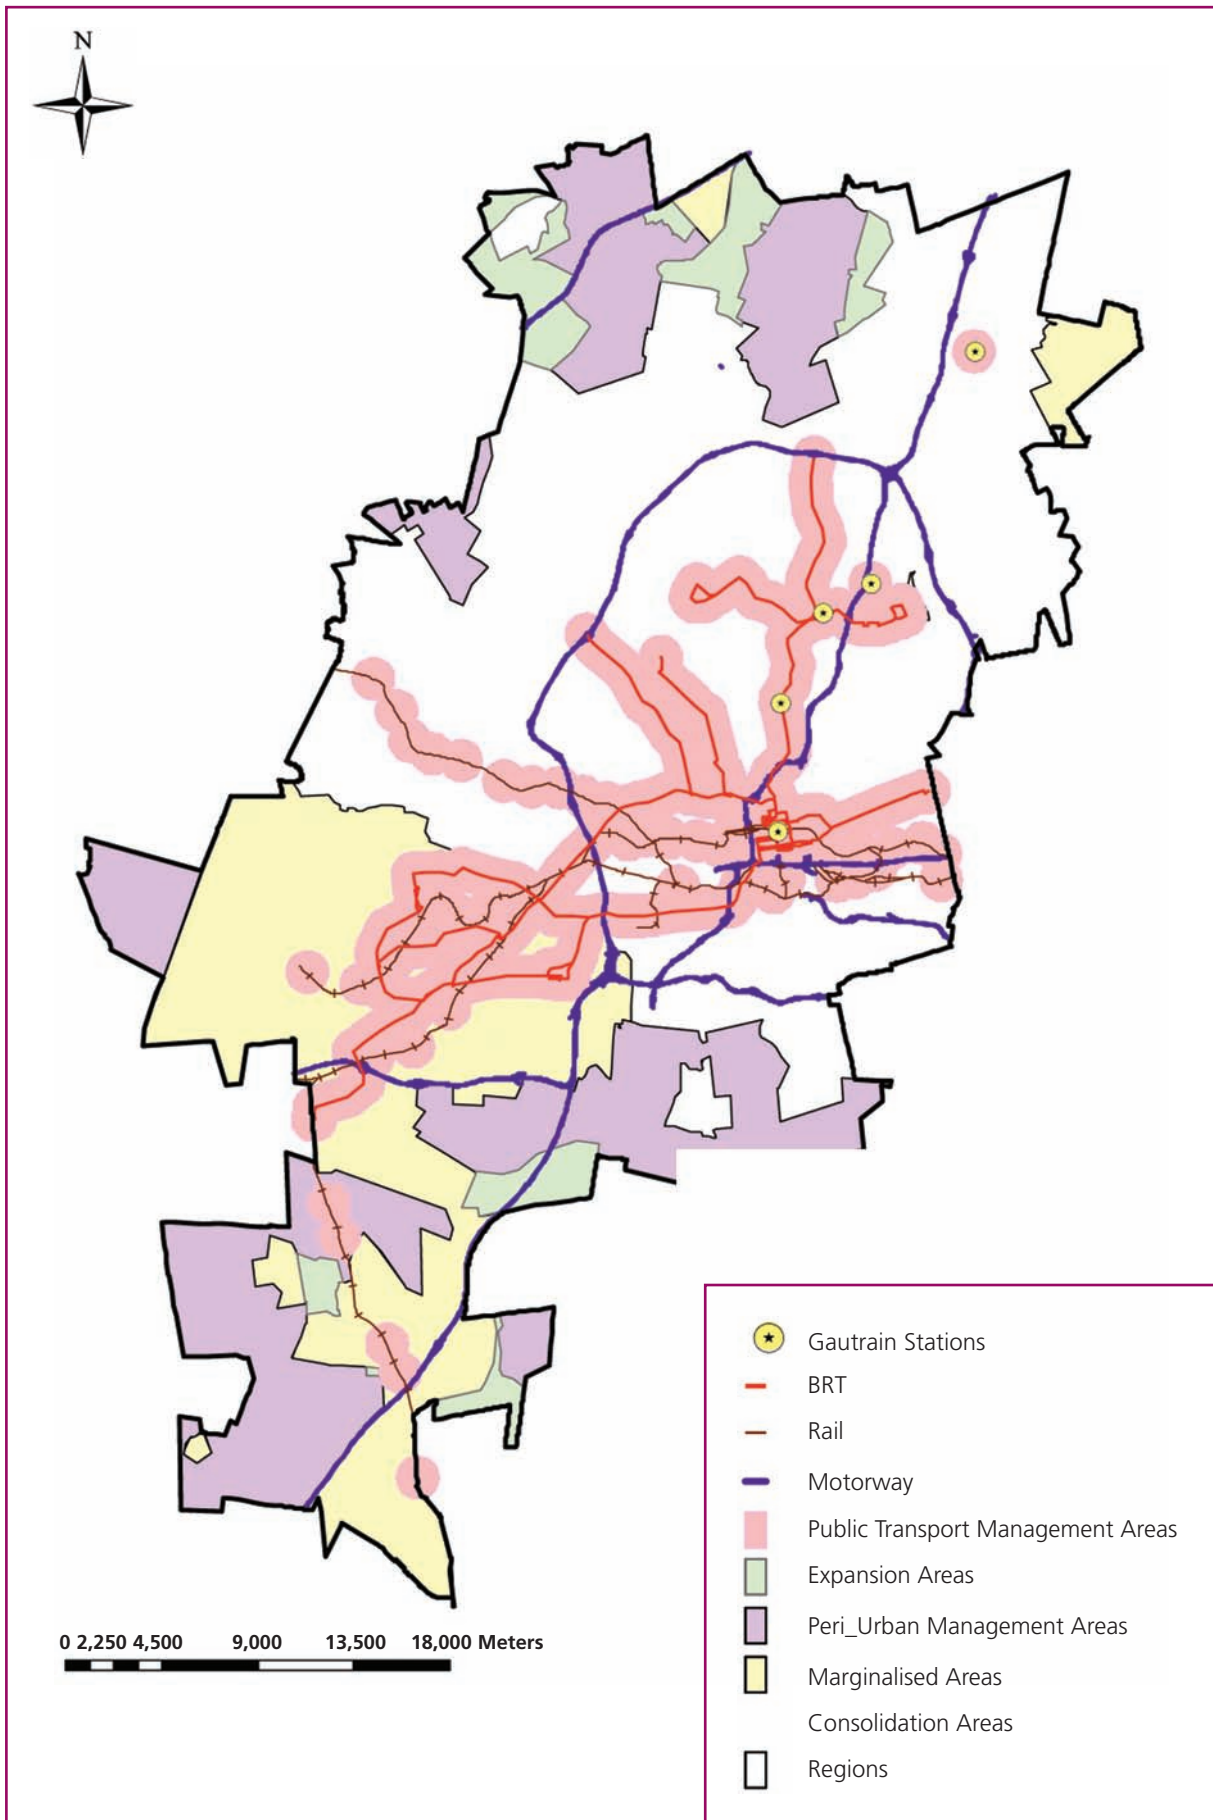 N
Gautrain Stations
BRT
Rail
Motorway
Public Transport Management Areas
Expansion Areas
Peri_Urban Management Areas
Marginalised Areas
Consolidation Areas
Regions
0 2,250 4,500 9,000 13,500 18,000 Meters